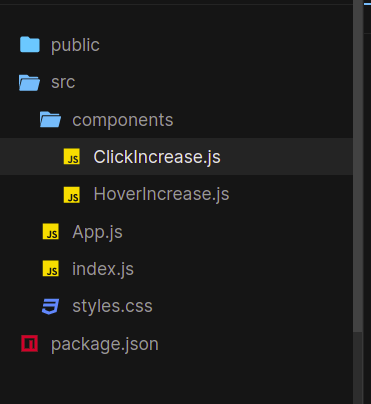 public
src
components
JS ClickIncrease.js
JS HoverIncrease.js
JS App.js
JS index.js
styles.css
package.json